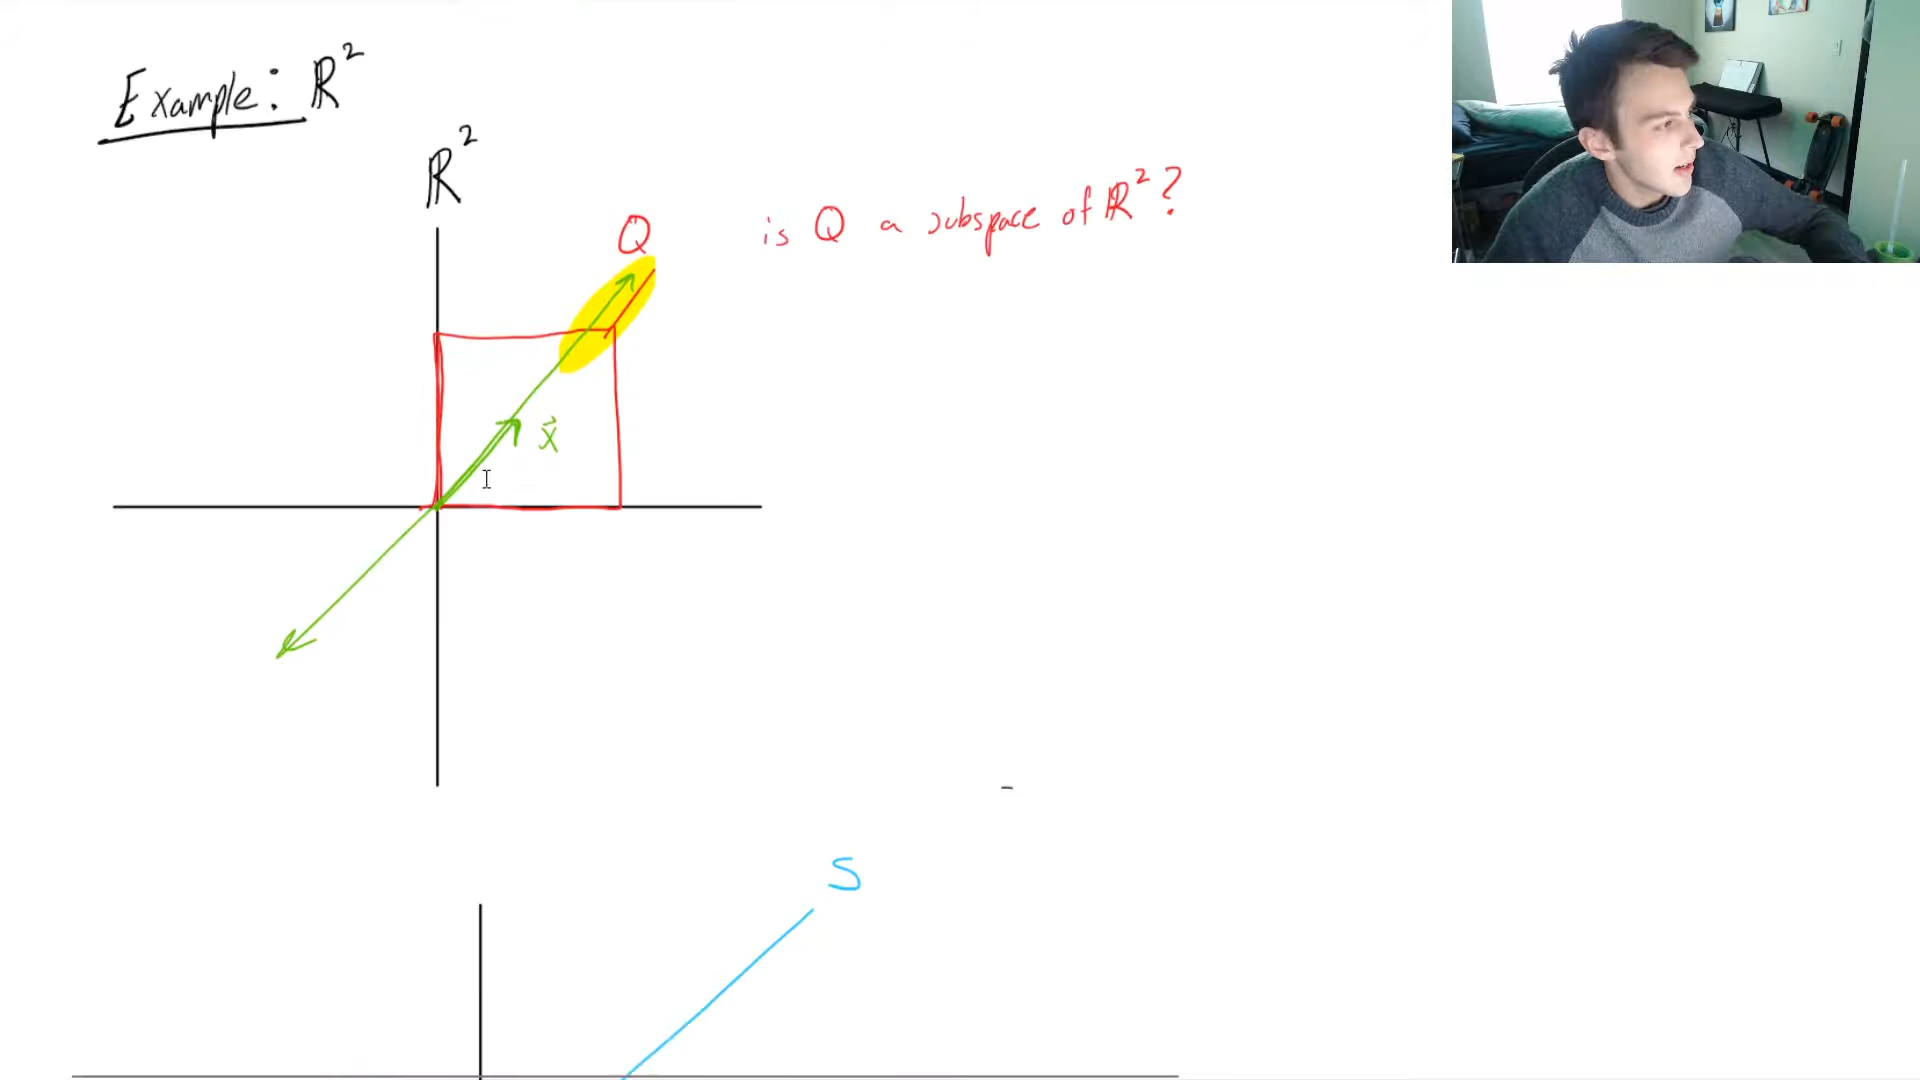 Example: ℝ²
ℝ²
Q
is Q a subspace of ℝ²?
x⃗
S